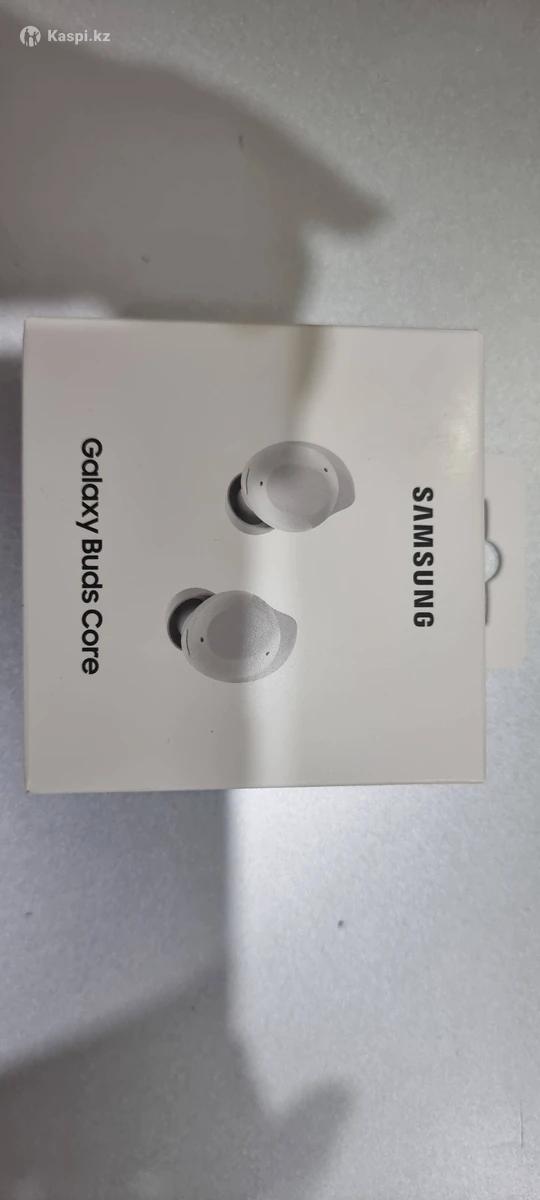 Kaspi.kz
SAMSUNG
Galaxy Buds Core